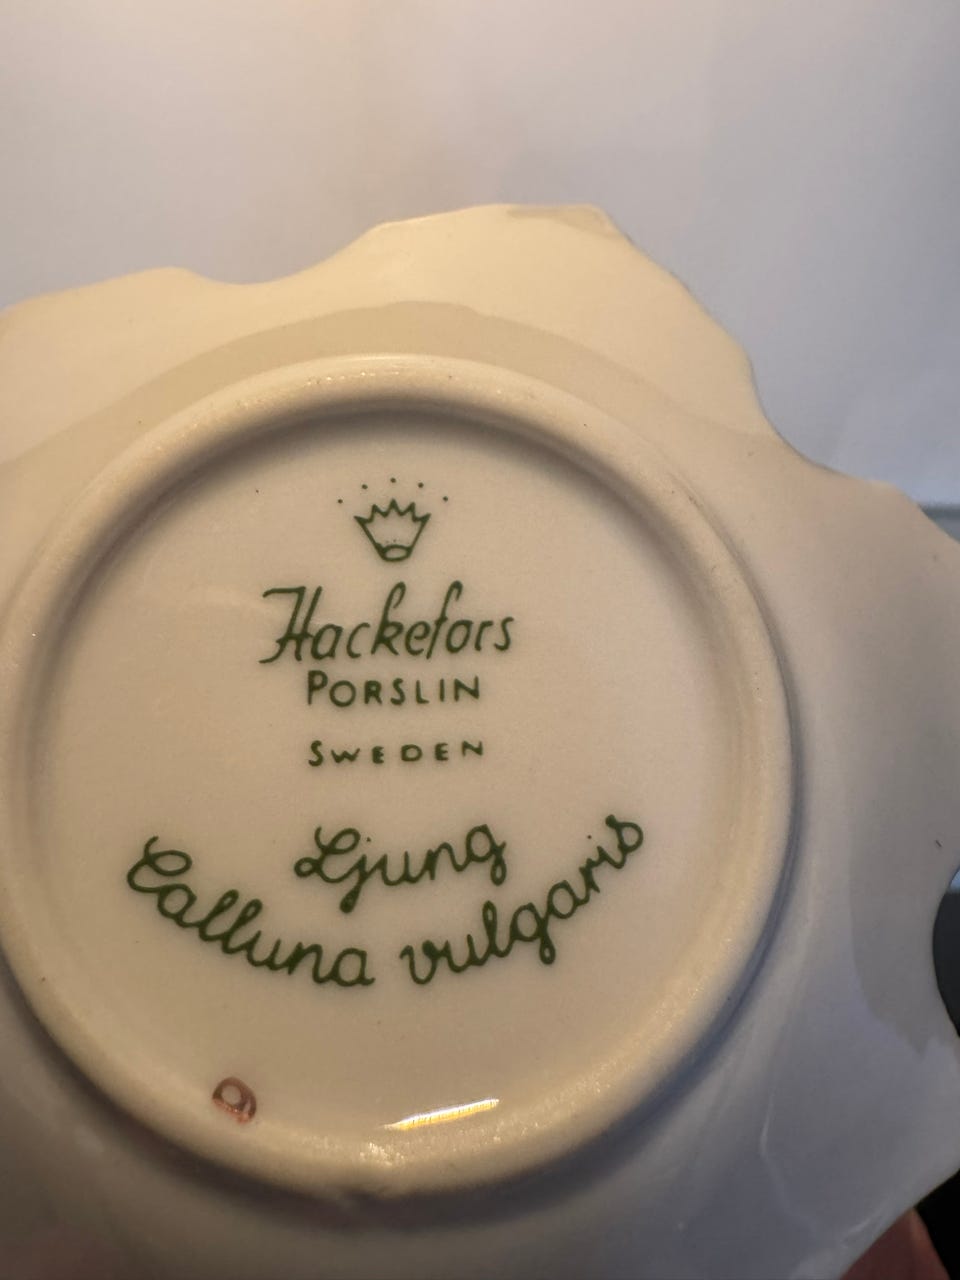 Hackefors
PORSLIN
SWEDEN
Ljung
Calluna vulgaris